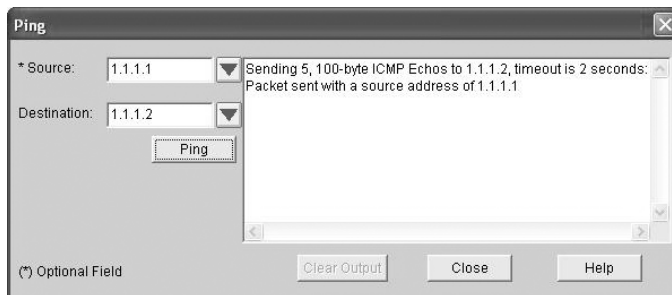 Ping
* Source:
1.1.1.1
Sending 5, 100-byte ICMP Echos to 1.1.1.2, timeout is 2 seconds:
Packet sent with a source address of 1.1.1.1
Destination:
1.1.1.2
Ping
(*) Optional Field
Clear Output
Close
Help